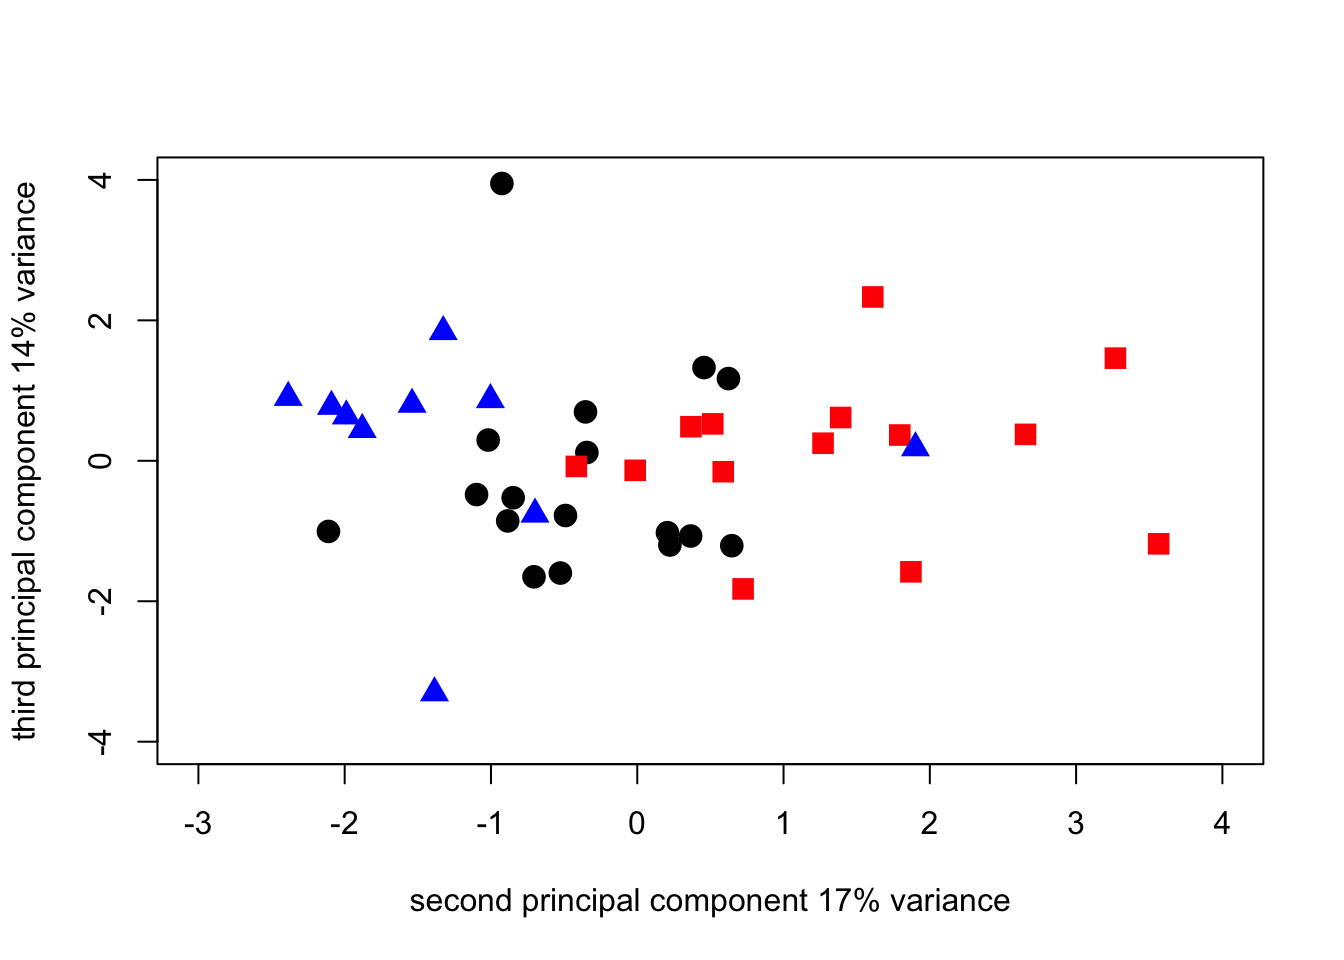 third principal component 14% variance
4
2
0
-2
-4
-3 -2 -1 0 1 2 3 4
second principal component 17% variance